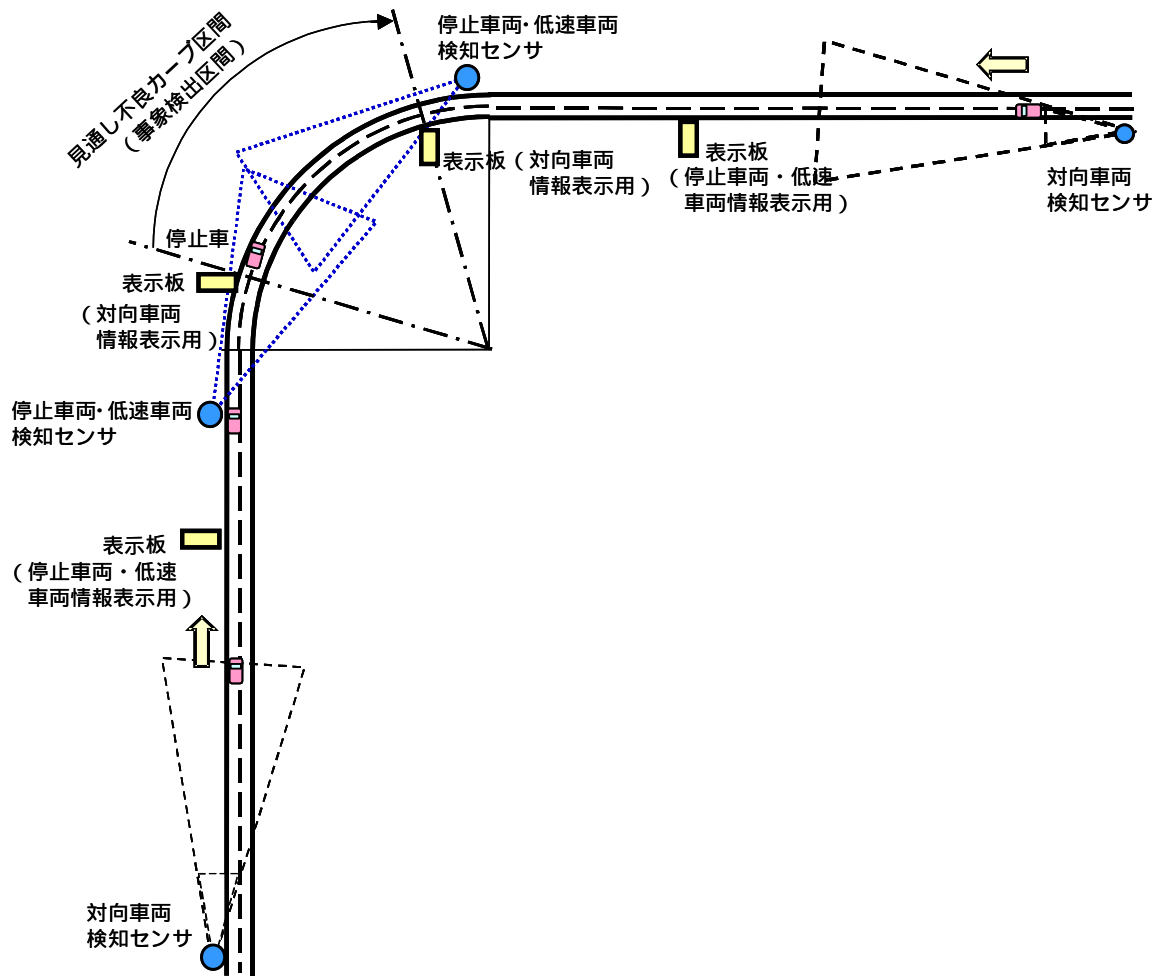 停止車両・低速車両
検知センサ
見通し不良カーブ区間
（事象検出区間）
表示板（対向車両
情報表示用）
表示板
（停止車両・低速
車両情報表示用）
対向車両
検知センサ
停止車
表示板
（対向車両
情報表示用）
停止車両・低速車両
検知センサ
表示板
（停止車両・低速
車両情報表示用）
対向車両
検知センサ